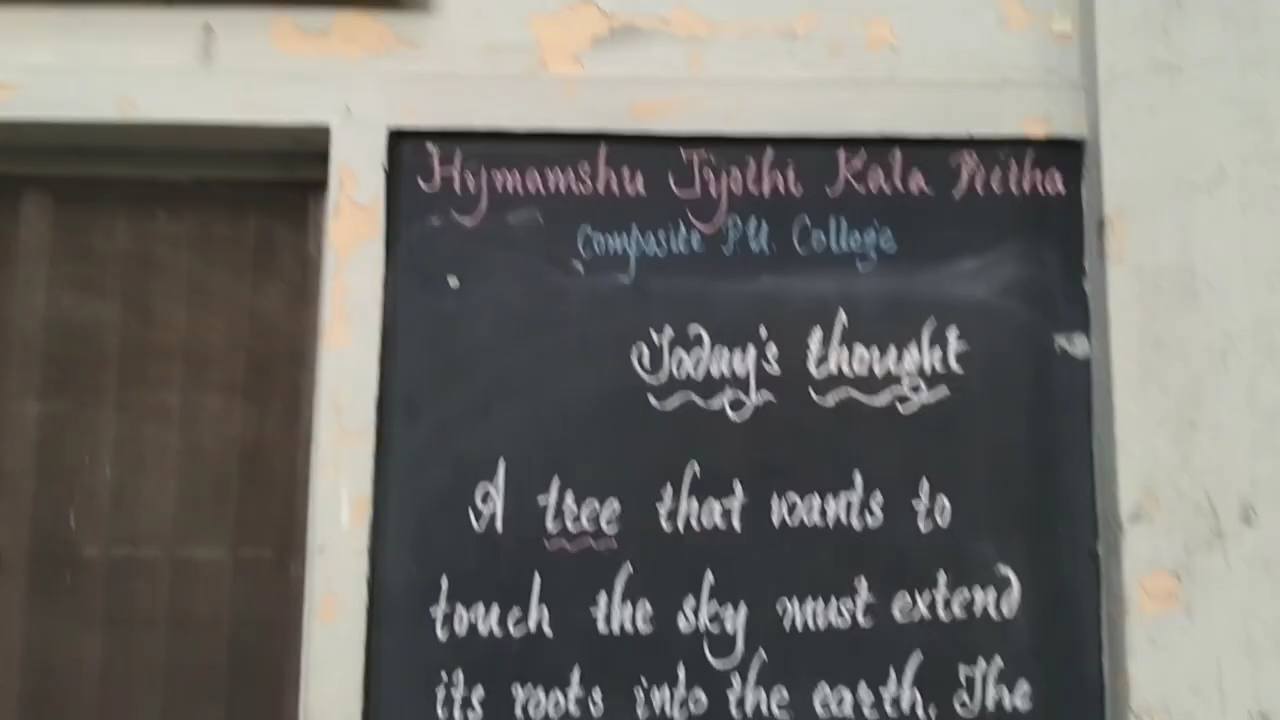 Hymamshu Jyothi Kala Peetha
Composite P.U. College
Today's thought
A tree that wants to
touch the sky must extend
its roots into the earth. The